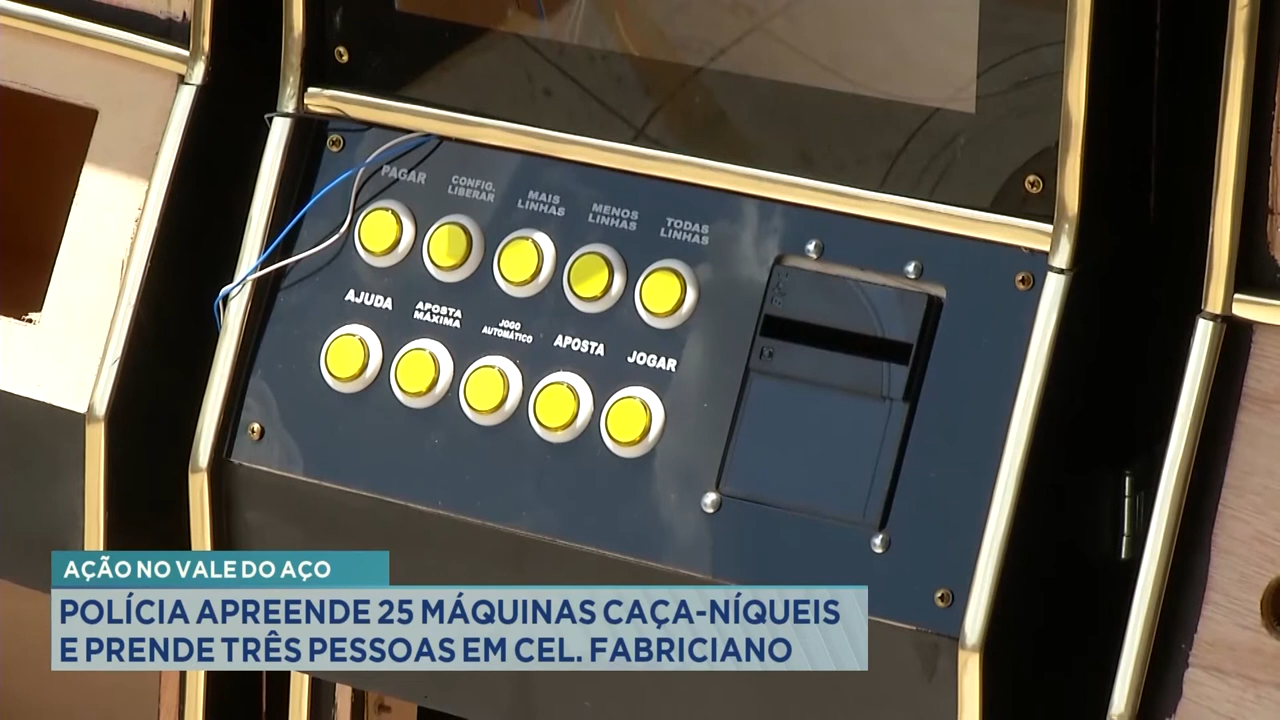 PAGAR
CONFIG.
LIBERAR
MAIS
LINHAS
MENOS
LINHAS
TODAS
LINHAS
AJUDA
APOSTA
MÁXIMA
JOGO
AUTOMÁTICO
APOSTA
JOGAR
AÇÃO NO VALE DO AÇO
POLÍCIA APREENDE 25 MÁQUINAS CAÇA-NÍQUEIS
E PRENDE TRÊS PESSOAS EM CEL. FABRICIANO